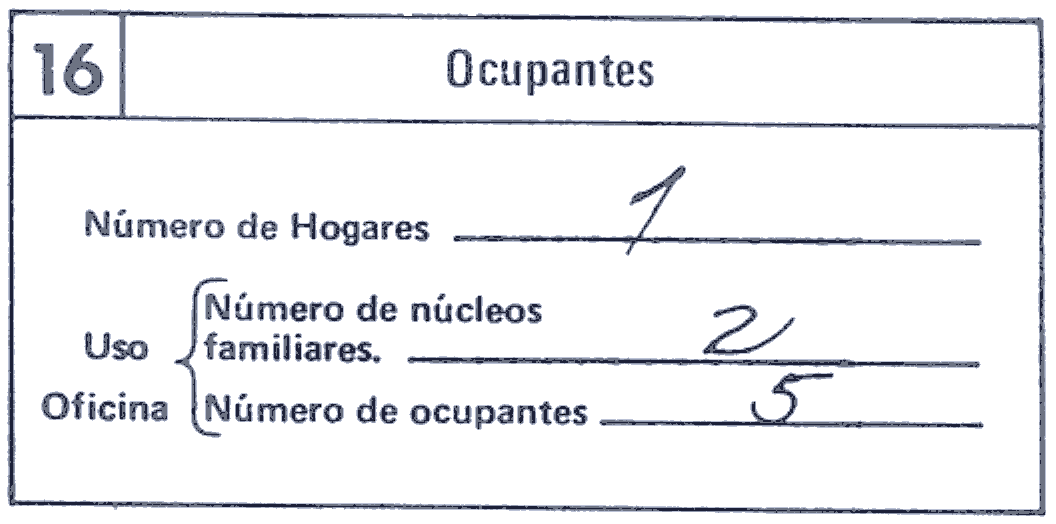 16 Ocupantes
Número de Hogares 1
Número de núcleos
Uso familiares. 2
Oficina Número de ocupantes 5